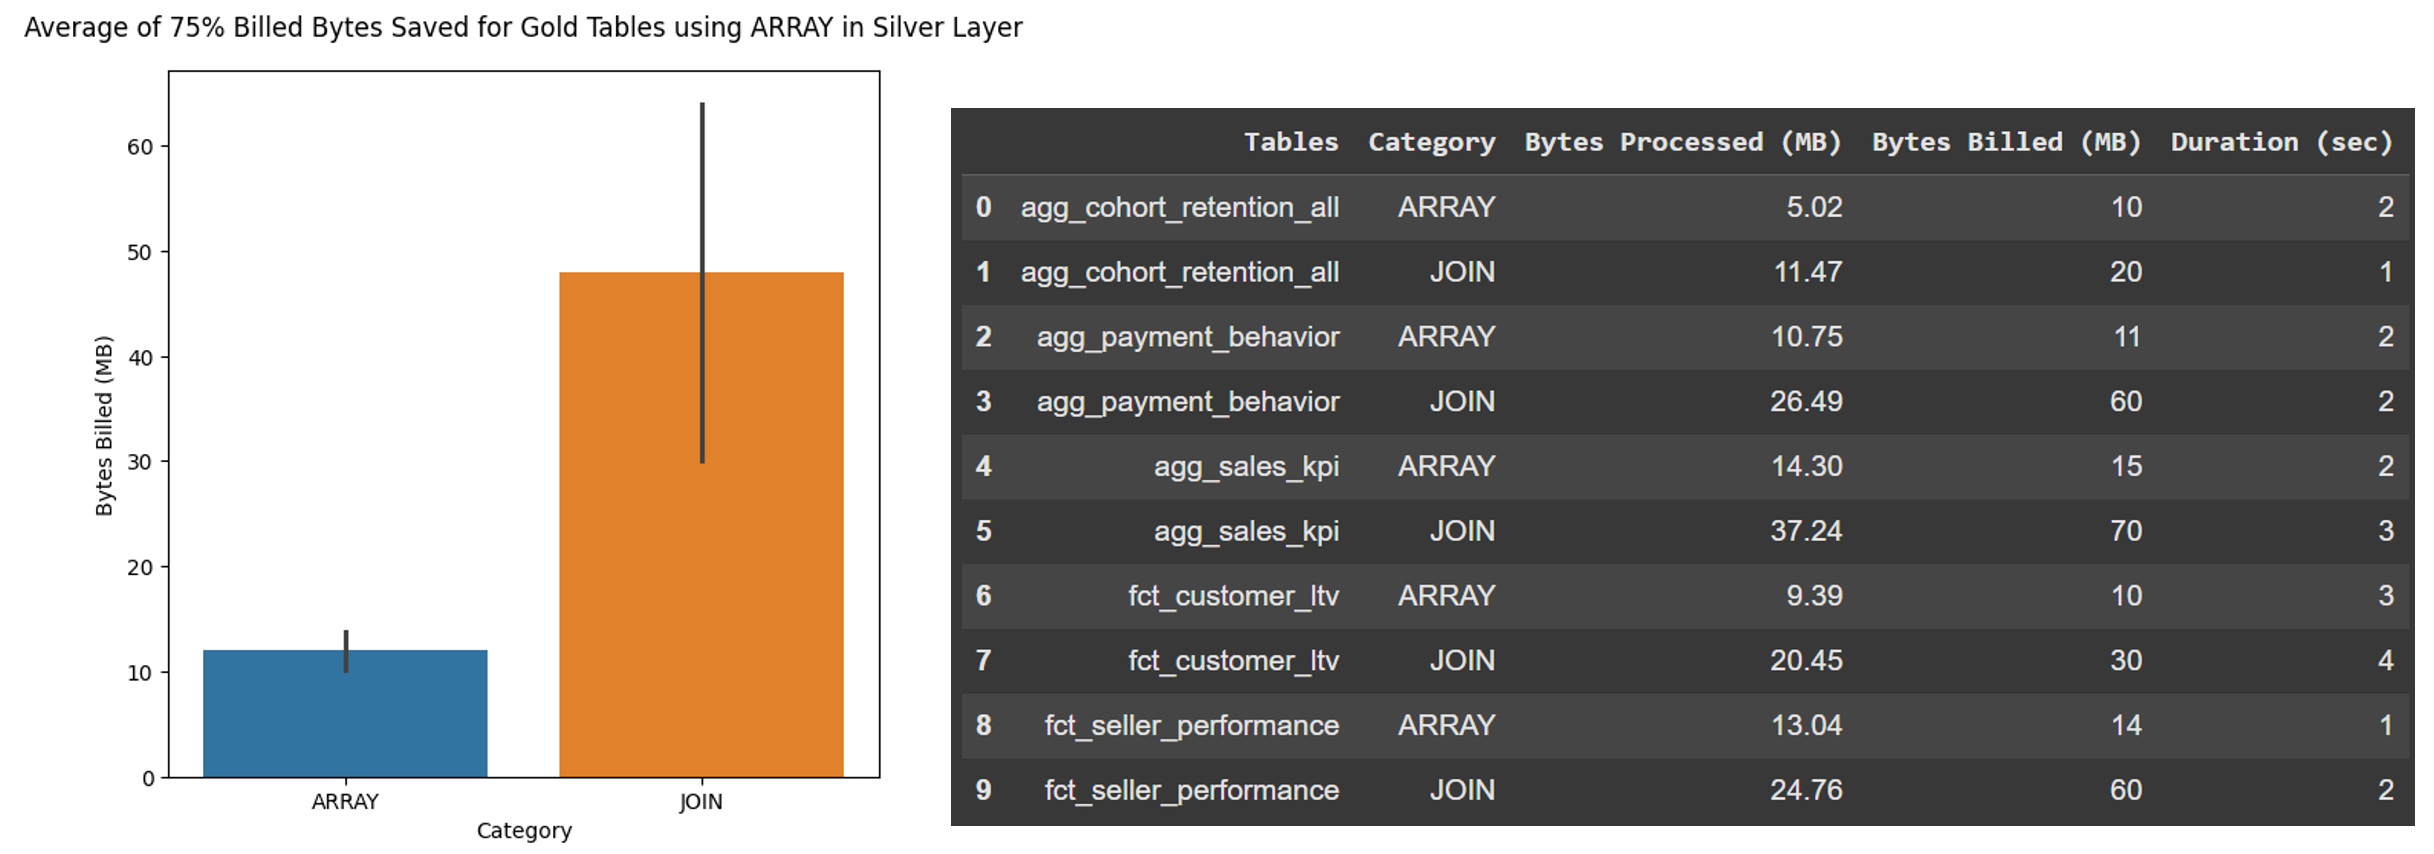 Average of 75% Billed Bytes Saved for Gold Tables using ARRAY in Silver Layer
60
50
40
30
20
10
0
Bytes Billed (MB)
ARRAY JOIN
Category
Tables Category Bytes Processed (MB) Bytes Billed (MB) Duration (sec)
0 agg_cohort_retention_all ARRAY 5.02 10 2
1 agg_cohort_retention_all JOIN 11.47 20 1
2 agg_payment_behavior ARRAY 10.75 11 2
3 agg_payment_behavior JOIN 26.49 60 2
4 agg_sales_kpi ARRAY 14.30 15 2
5 agg_sales_kpi JOIN 37.24 70 3
6 fct_customer_ltv ARRAY 9.39 10 3
7 fct_customer_ltv JOIN 20.45 30 4
8 fct_seller_performance ARRAY 13.04 14 1
9 fct_seller_performance JOIN 24.76 60 2